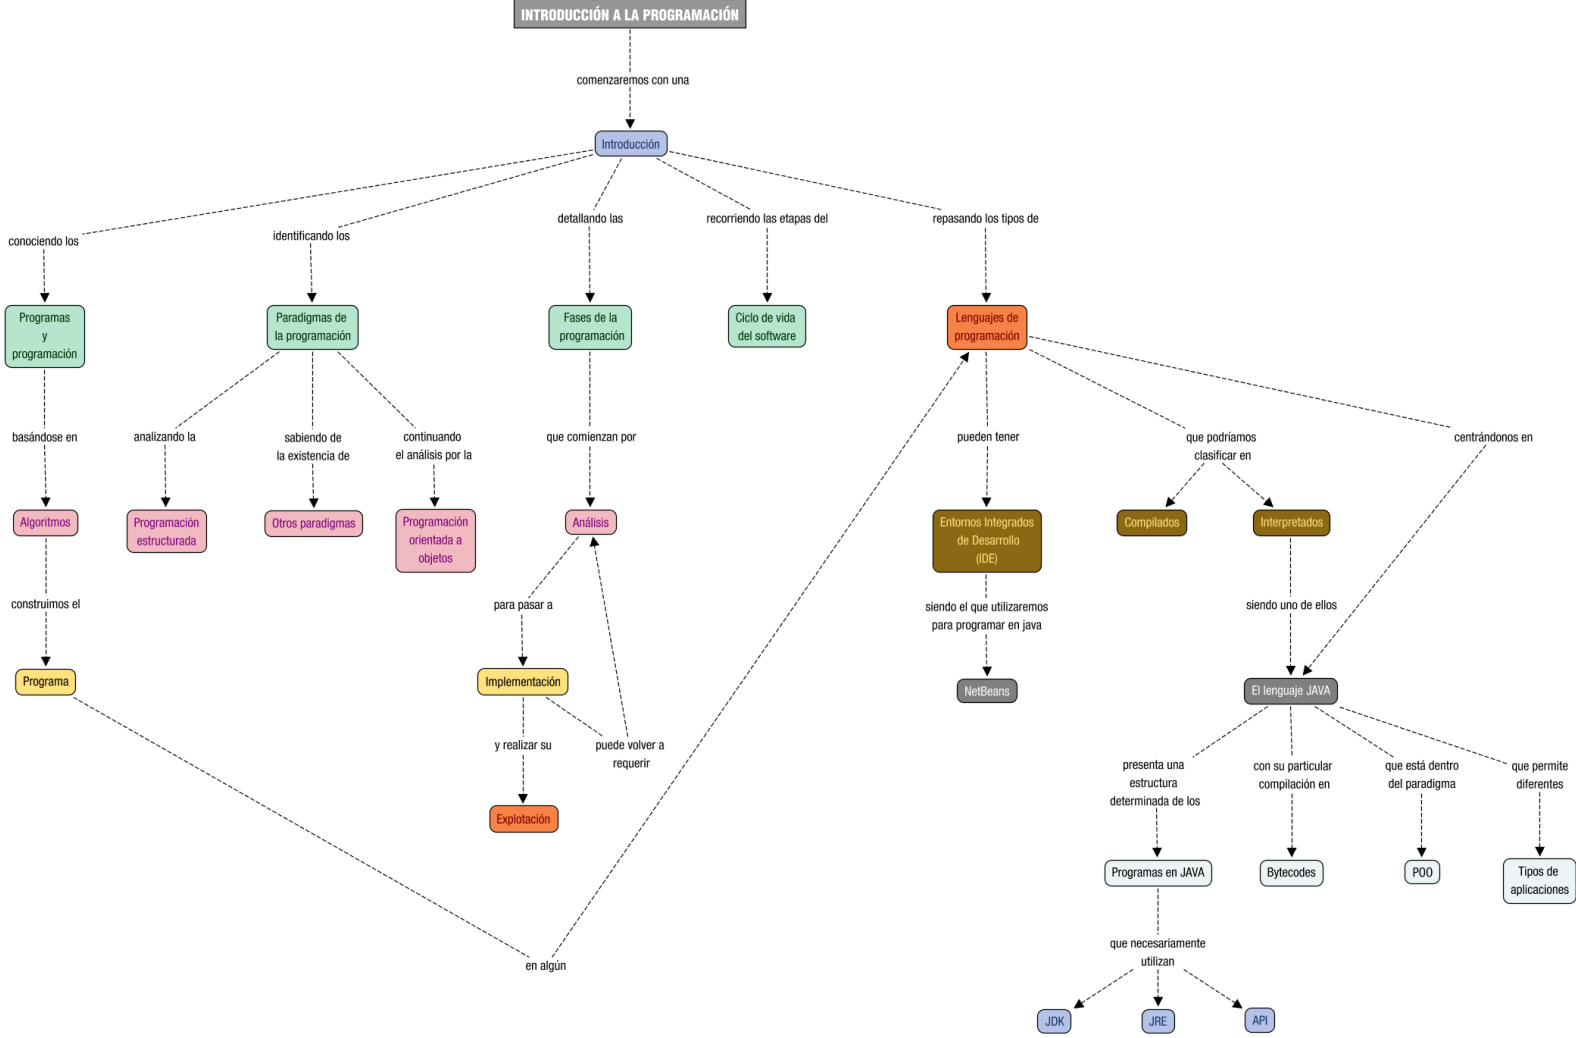 INTRODUCCIÓN A LA PROGRAMACIÓN
comenzaremos con una
Introducción
conociendo los
identificando los
detallando las
recorriendo las etapas del
repasando los tipos de
Programas
y
programación
Paradigmas de
la programación
Fases de la
programación
Ciclo de vida
del software
Lenguajes de
programación
basándose en
analizando la
sabiendo de
la existencia de
continuando
el análisis por la
que comienzan por
pueden tener
que podríamos
clasificar en
centrándonos en
Algoritmos
Programación
estructurada
Otros paradigmas
Programación
orientada a
objetos
Análisis
Entornos Integrados
de Desarrollo
(IDE)
Compilados
Interpretados
construimos el
para pasar a
siendo el que utilizaremos
para programar en java
siendo uno de ellos
Programa
Implementación
NetBeans
El lenguaje JAVA
y realizar su
puede volver a
requerir
presenta una
estructura
determinada de los
con su particular
compilación en
que está dentro
del paradigma
que permite
diferentes
Explotación
Programas en JAVA
Bytecodes
POO
Tipos de
aplicaciones
en algún
que necesariamente
utilizan
JDK
JRE
API